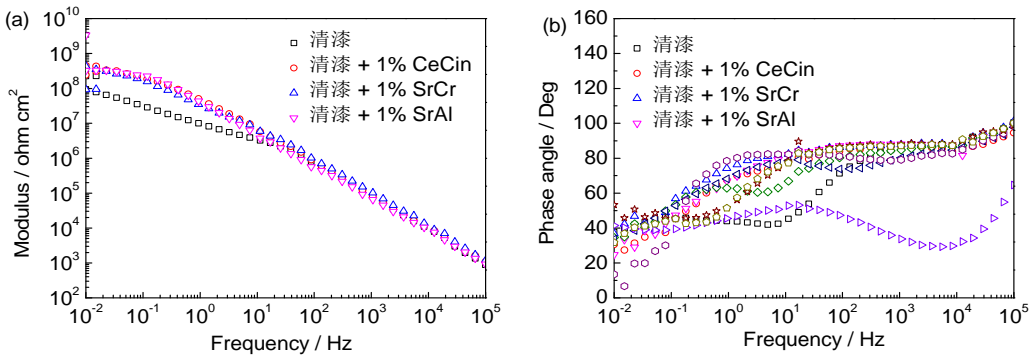 (a)
10^10
10^9
10^8
10^7
10^6
10^5
10^4
10^3
10^2
Modulus / ohm cm^2
清漆
清漆 + 1% CeCin
清漆 + 1% SrCr
清漆 + 1% SrAl
10^-2 10^-1 10^0 10^1 10^2 10^3 10^4 10^5
Frequency / Hz
(b)
160
140
120
100
80
60
40
20
0
Phase angle / Deg
清漆
清漆 + 1% CeCin
清漆 + 1% SrCr
清漆 + 1% SrAl
10^-2 10^-1 10^0 10^1 10^2 10^3 10^4 10^5
Frequency / Hz